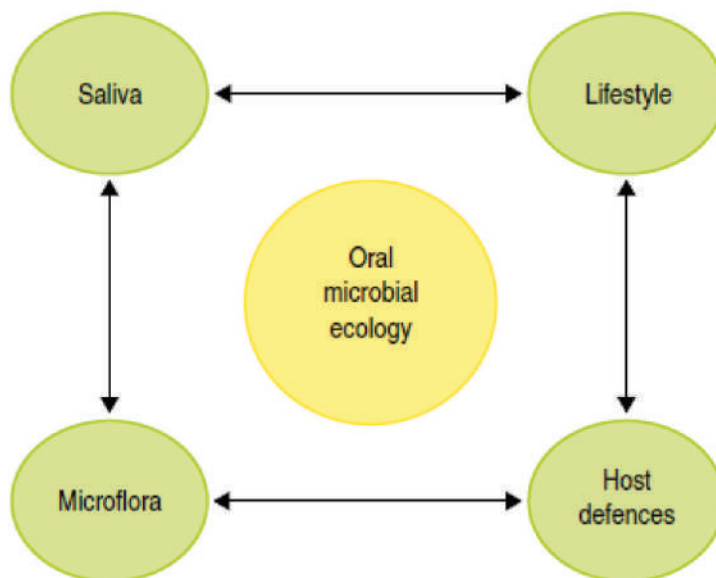 Saliva
Lifestyle
Oral
microbial
ecology
Microflora
Host
defences